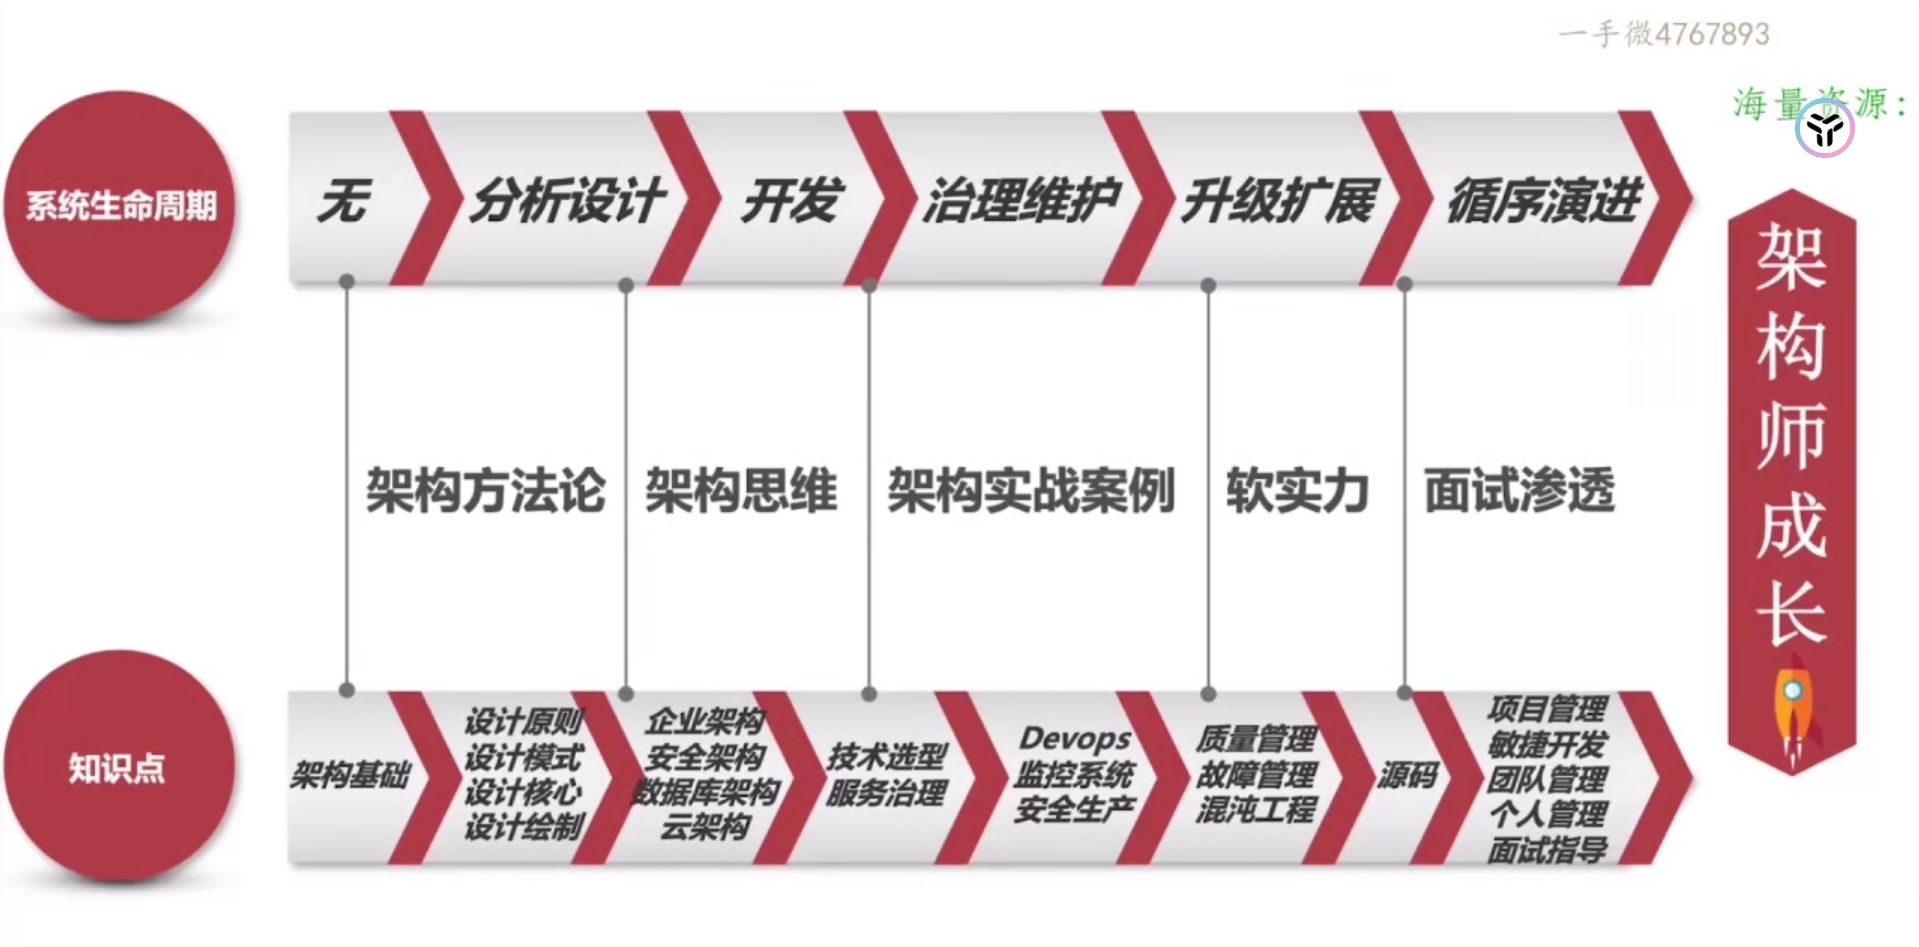 一手微4767893
海量资源：
系统生命周期
无
分析设计
开发
治理维护
升级扩展
循序演进
架构方法论
架构思维
架构实战案例
软实力
面试渗透
知识点
架构基础
设计原则
设计模式
设计核心
设计绘制
企业架构
安全架构
数据库架构
云架构
技术选型
服务治理
Devops
监控系统
安全生产
质量管理
故障管理
混沌工程
源码
项目管理
敏捷开发
团队管理
个人管理
面试指导
架构师成长